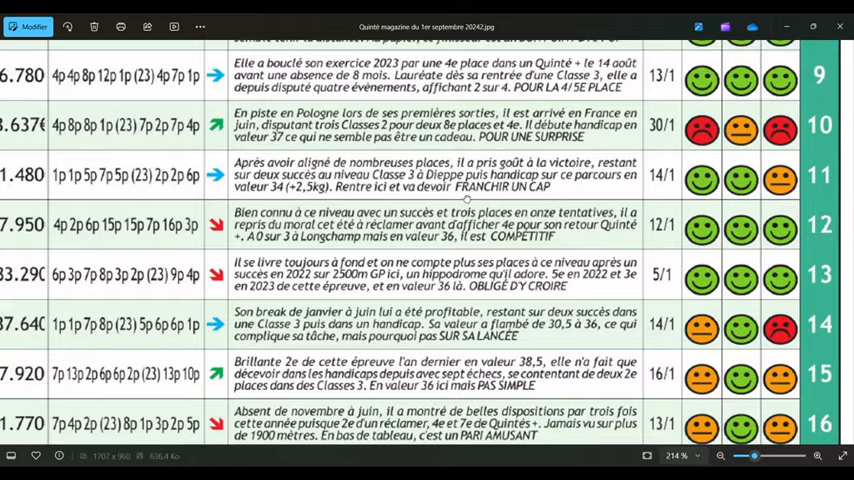 Modifier
Quinté magazine du 1er septembre 20242.jpg
6.780 4p 4p 8p 12p 1p (23) 4p 7p 1p
Elle a bouclé son exercice 2023 par une 4e place dans un Quinté + le 14 août
avant une absence de 8 mois. Lauréate dès sa rentrée d'une Classe 3, elle a
depuis disputé quatre évènements, affichant 2 sur 4. POUR LA 4/5E PLACE
13/1 9
3.637€ 4p 8p 8p 1p (23) 7p 2p 7p 4p
En piste en Pologne lors de ses premières sorties, il est arrivé en France en
juin, disputant trois Classes 2 pour deux 8e places et 4e. Il débute handicap en
valeur 37 ce qui ne semble pas être un cadeau. POUR UNE SURPRISE
30/1 10
1.480 1p 1p 5p 7p 5p (23) 2p 2p 6p
Après avoir aligné de nombreuses places, il a pris goût à la victoire, restant
sur deux succès au niveau Classe 3 à Dieppe puis handicap sur ce parcours en
valeur 34 (+2,5kg). Rentre ici et va devoir FRANCHIR UN CAP
14/1 11
7.950 4p 2p 6p 15p 15p 7p 16p 3p
Bien connu à ce niveau avec un succès et trois places en onze tentatives, il a
repris du moral cet été à réclamer avant d'afficher 4e pour son retour Quinté
+. A 0 sur 3 à Longchamp mais en valeur 36, il est COMPÉTITIF
12/1 12
33.290 6p 3p 7p 8p 3p 2p (23) 9p 4p
Il se livre toujours à fond et on ne compte plus ses places à ce niveau après un
succès en 2022 sur 2500m GP ici, un hippodrome qu'il adore. 5e en 2022 et 3e
en 2023 de cette épreuve, et en valeur 36 là. OBLIGÉ D'Y CROIRE
5/1 13
37.640 1p 1p 7p 8p (23) 5p 6p 6p 1p
Son break de janvier à juin lui a été profitable, restant sur deux succès dans
une Classe 3 puis dans un handicap. Sa valeur a flambé de 30,5 à 36, ce qui
complique sa tâche, mais pourquoi pas SUR SA LANCÉE
14/1 14
7.920 7p 13p 2p 6p 6p 2p (23) 13p 10p
Brillante 2e de cette épreuve l'an dernier en valeur 38,5, elle n'a fait que
décevoir dans les handicaps depuis avec sept échecs, se contentant de deux 2e
places dans des Classes 3. En valeur 36 ici mais PAS SIMPLE
16/1 15
1.770 7p 4p 2p (23) 8p 1p 3p 2p 5p
Absent de novembre à juin, il a montré de belles dispositions par trois fois
cette année puisque 2e d'un réclamer, 4e et 7e de Quintés +. Jamais vu sur plus
de 1900 mètres. En bas de tableau, c'est un PARI AMUSANT
13/1 16
1707 x 960 636,4 Ko 214 %